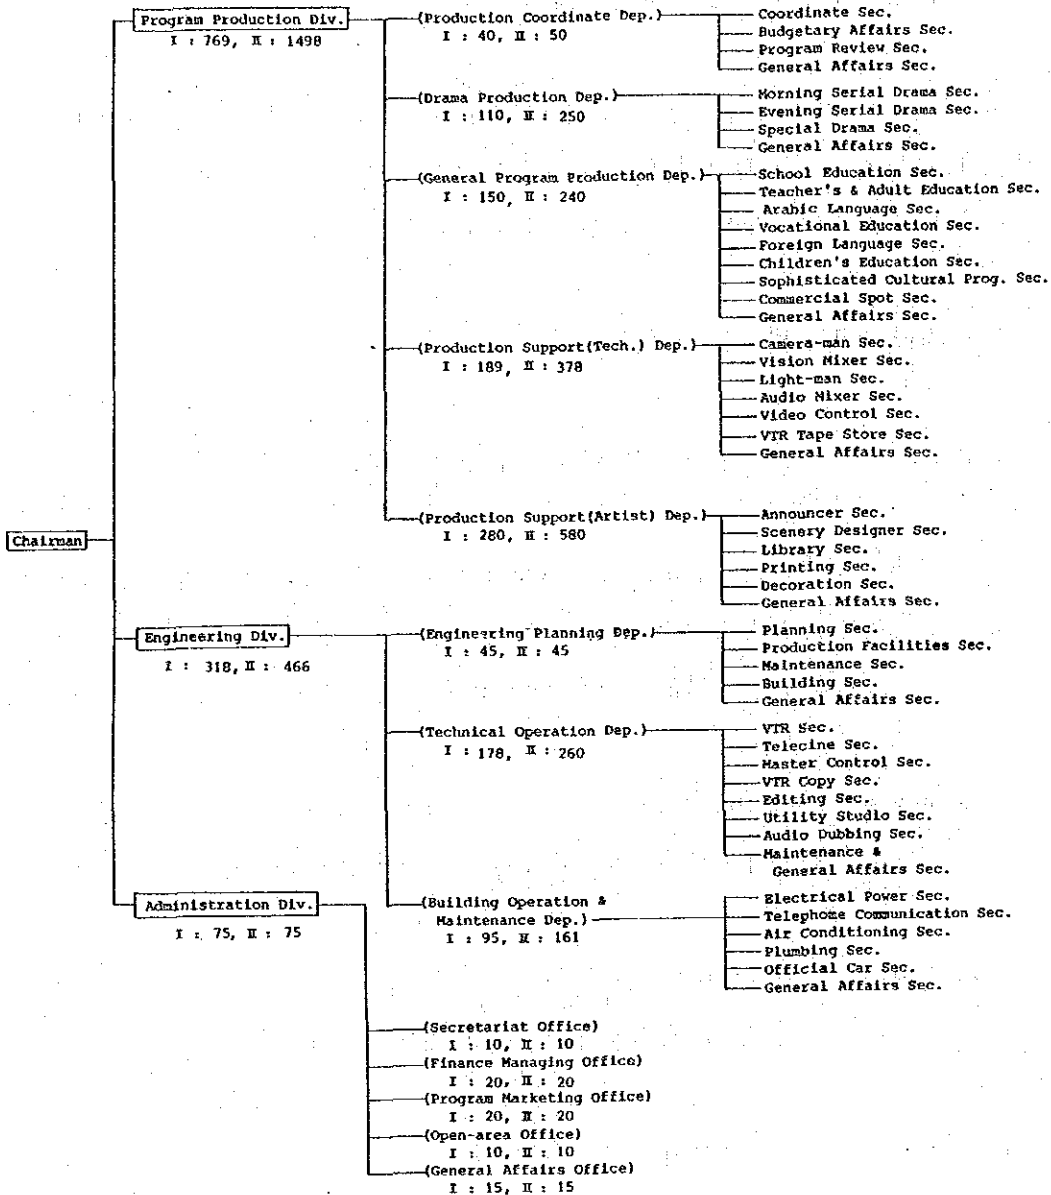 Program Production Div.
I : 769, II : 1498
(Production Coordinate Dep.)
I : 40, II : 50
Coordinate Sec.
Budgetary Affairs Sec.
Program Review Sec.
General Affairs Sec.
(Drama Production Dep.)
I : 110, II : 250
Morning Serial Drama Sec.
Evening Serial Drama Sec.
Special Drama Sec.
General Affairs Sec.
(General Program Production Dep.)
I : 150, II : 240
School Education Sec.
Teacher's & Adult Education Sec.
Arabic Language Sec.
Vocational Education Sec.
Foreign Language Sec.
Children's Education Sec.
Sophisticated Cultural Prog. Sec.
Commercial Spot Sec.
General Affairs Sec.
(Production Support(Tech.) Dep.)
I : 189, II : 378
Camera-man Sec.
Vision Mixer Sec.
Light-man Sec.
Audio Mixer Sec.
Video Control Sec.
VTR Tape Store Sec.
General Affairs Sec.
(Production Support(Artist) Dep.)
I : 280, II : 580
Announcer Sec.
Scenery Designer Sec.
Library Sec.
Printing Sec.
Decoration Sec.
General Affairs Sec.
Chairman
Engineering Div.
I : 318, II : 466
(Engineering Planning Dep.)
I : 45, II : 45
Planning Sec.
Production Facilities Sec.
Maintenance Sec.
Building Sec.
General Affairs Sec.
(Technical Operation Dep.)
I : 178, II : 260
VTR Sec.
Telecine Sec.
Master Control Sec.
VTR Copy Sec.
Editing Sec.
Utility Studio Sec.
Audio Dubbing Sec.
Maintenance &
General Affairs Sec.
(Building Operation &
Maintenance Dep.)
I : 95, II : 161
Electrical Power Sec.
Telephone Communication Sec.
Air Conditioning Sec.
Plumbing Sec.
Official Car Sec.
General Affairs Sec.
Administration Div.
I : 75, II : 75
(Secretariat Office)
I : 10, II : 10
(Finance Managing Office)
I : 20, II : 20
(Program Marketing Office)
I : 20, II : 20
(Open-area Office)
I : 10, II : 10
(General Affairs Office)
I : 15, II : 15